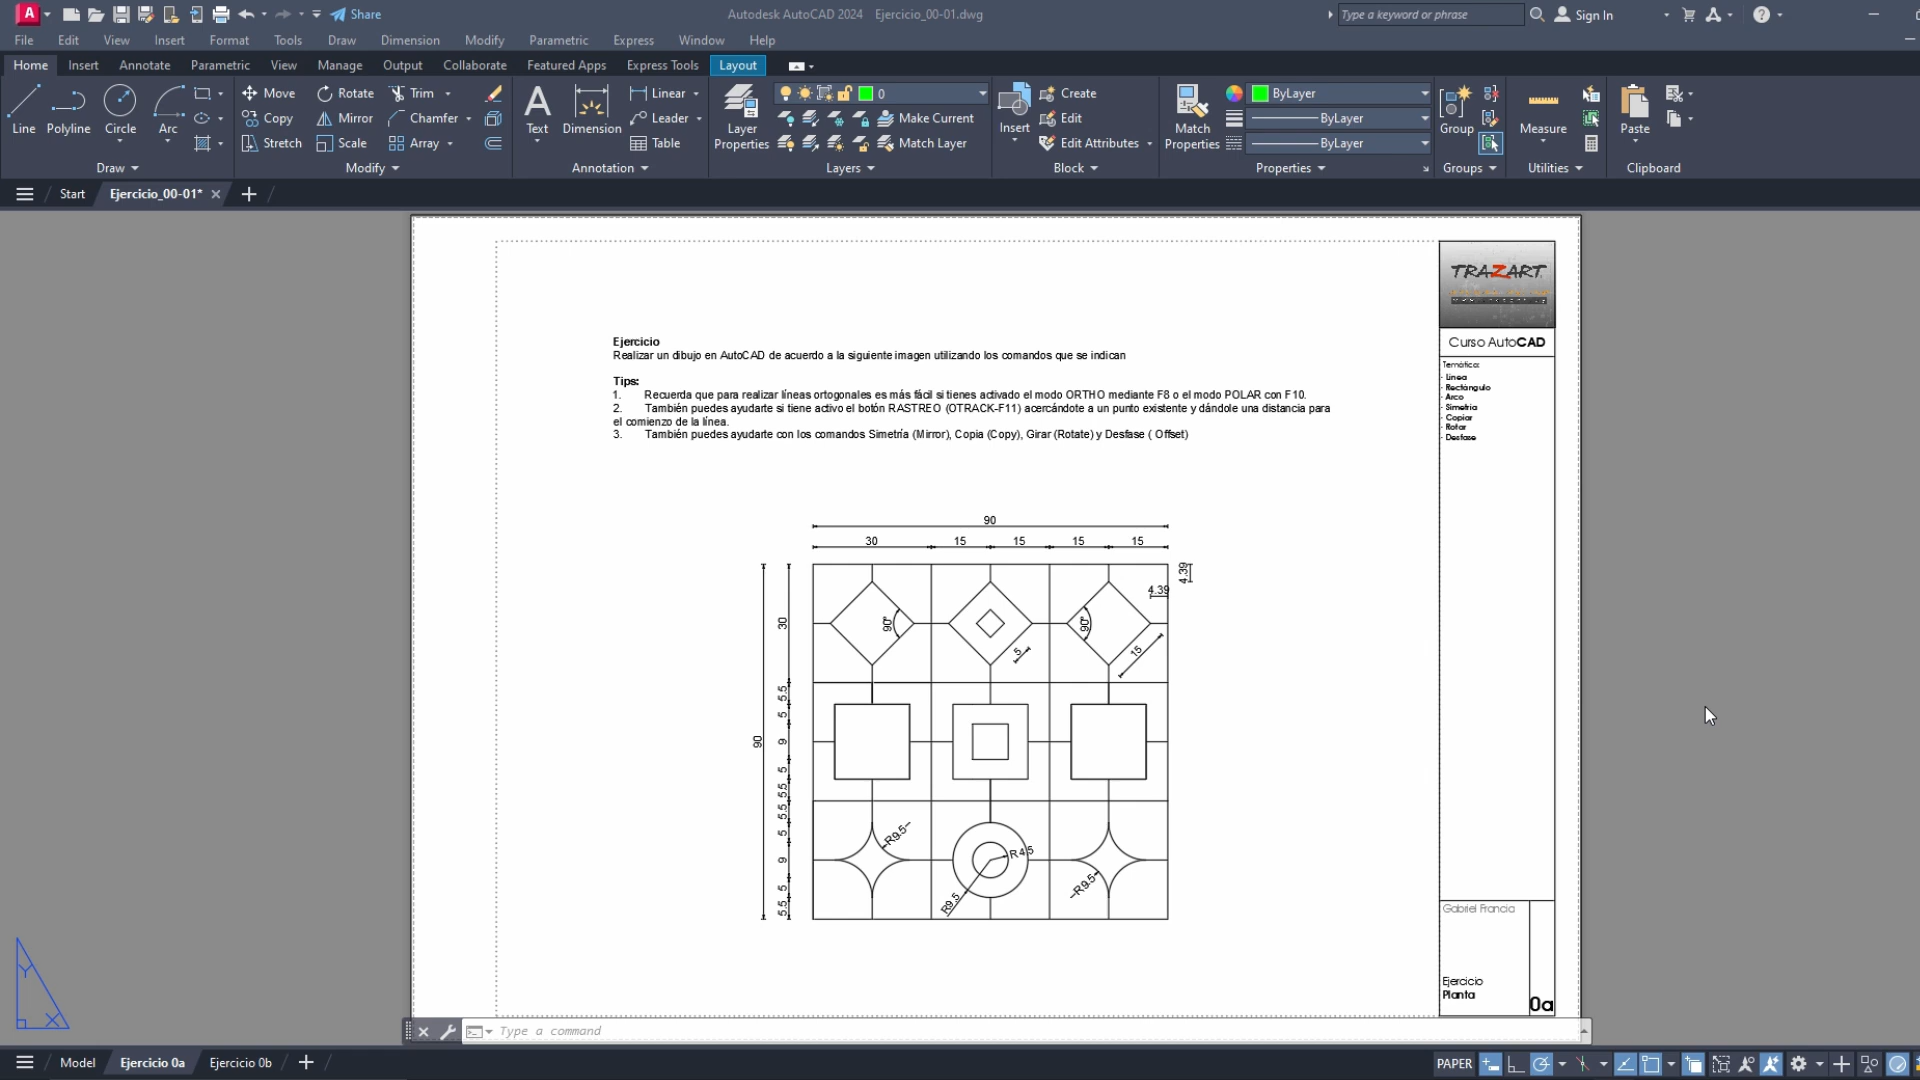 Share
Autodesk AutoCAD 2024 Ejercicio_00-01.dwg
Type a keyword or phrase
Sign In
File Edit View Insert Format Tools Draw Dimension Modify Parametric Express Window Help
Home Insert Annotate Parametric View Manage Output Collaborate Featured Apps Express Tools Layout
Move Rotate Trim Linear 0 Create ByLayer
Line Polyline Circle Arc Copy Mirror Chamfer Text Dimension Leader Layer Properties Make Current Insert Edit Match Properties ByLayer Group Measure Paste
Stretch Scale Array Table Match Layer Edit Attributes ByLayer
Draw Modify Annotation Layers Block Properties Groups Utilities Clipboard
Start Ejercicio_00-01*
TRAZART
Curso AutoCAD
Temática:
- Línea
- Rectángulo
- Arco
- Simetría
- Copiar
- Rotar
- Desfase
Ejercicio
Realizar un dibujo en AutoCAD de acuerdo a la siguiente imagen utilizando los comandos que se indican
Tips:
1. Recuerda que para realizar líneas ortogonales es más fácil si tienes activado el modo ORTHO mediante F8 o el modo POLAR con F10.
2. También puedes ayudarte si tiene activo el botón RASTREO (OTRACK-F11) acercándote a un punto existente y dándole una distancia para
el comienzo de la línea.
3. También puedes ayudarte con los comandos Simetría (Mirror), Copia (Copy), Girar (Rotate) y Desfase ( Offset)
90
30 15 15 15 15
4.39
4.39
30
90°
90°
5
15
5.5
5
9
5
5.5
90
5.5
5
9
5
5.5
R9.5
R4.5
R9.5
R9.5
Gabriel Francia
Ejercicio
Planta
0a
Y
X
Type a command
Model Ejercicio 0a Ejercicio 0b
PAPER